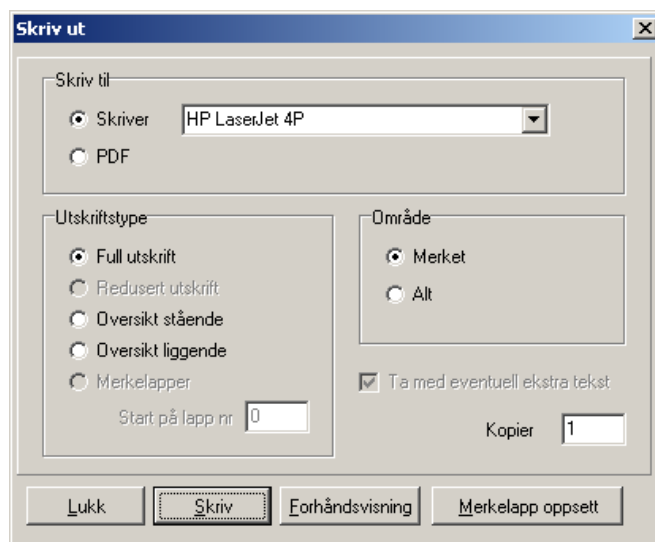 Skriv ut
Skriv til
Skriver HP LaserJet 4P
PDF
Utskriftstype
Full utskrift
Redusert utskrift
Oversikt stående
Oversikt liggende
Merkelapper
Start på lapp nr 0
Område
Merket
Alt
Ta med eventuell ekstra tekst
Kopier 1
Lukk Skriv Forhåndsvisning Merkelapp oppsett